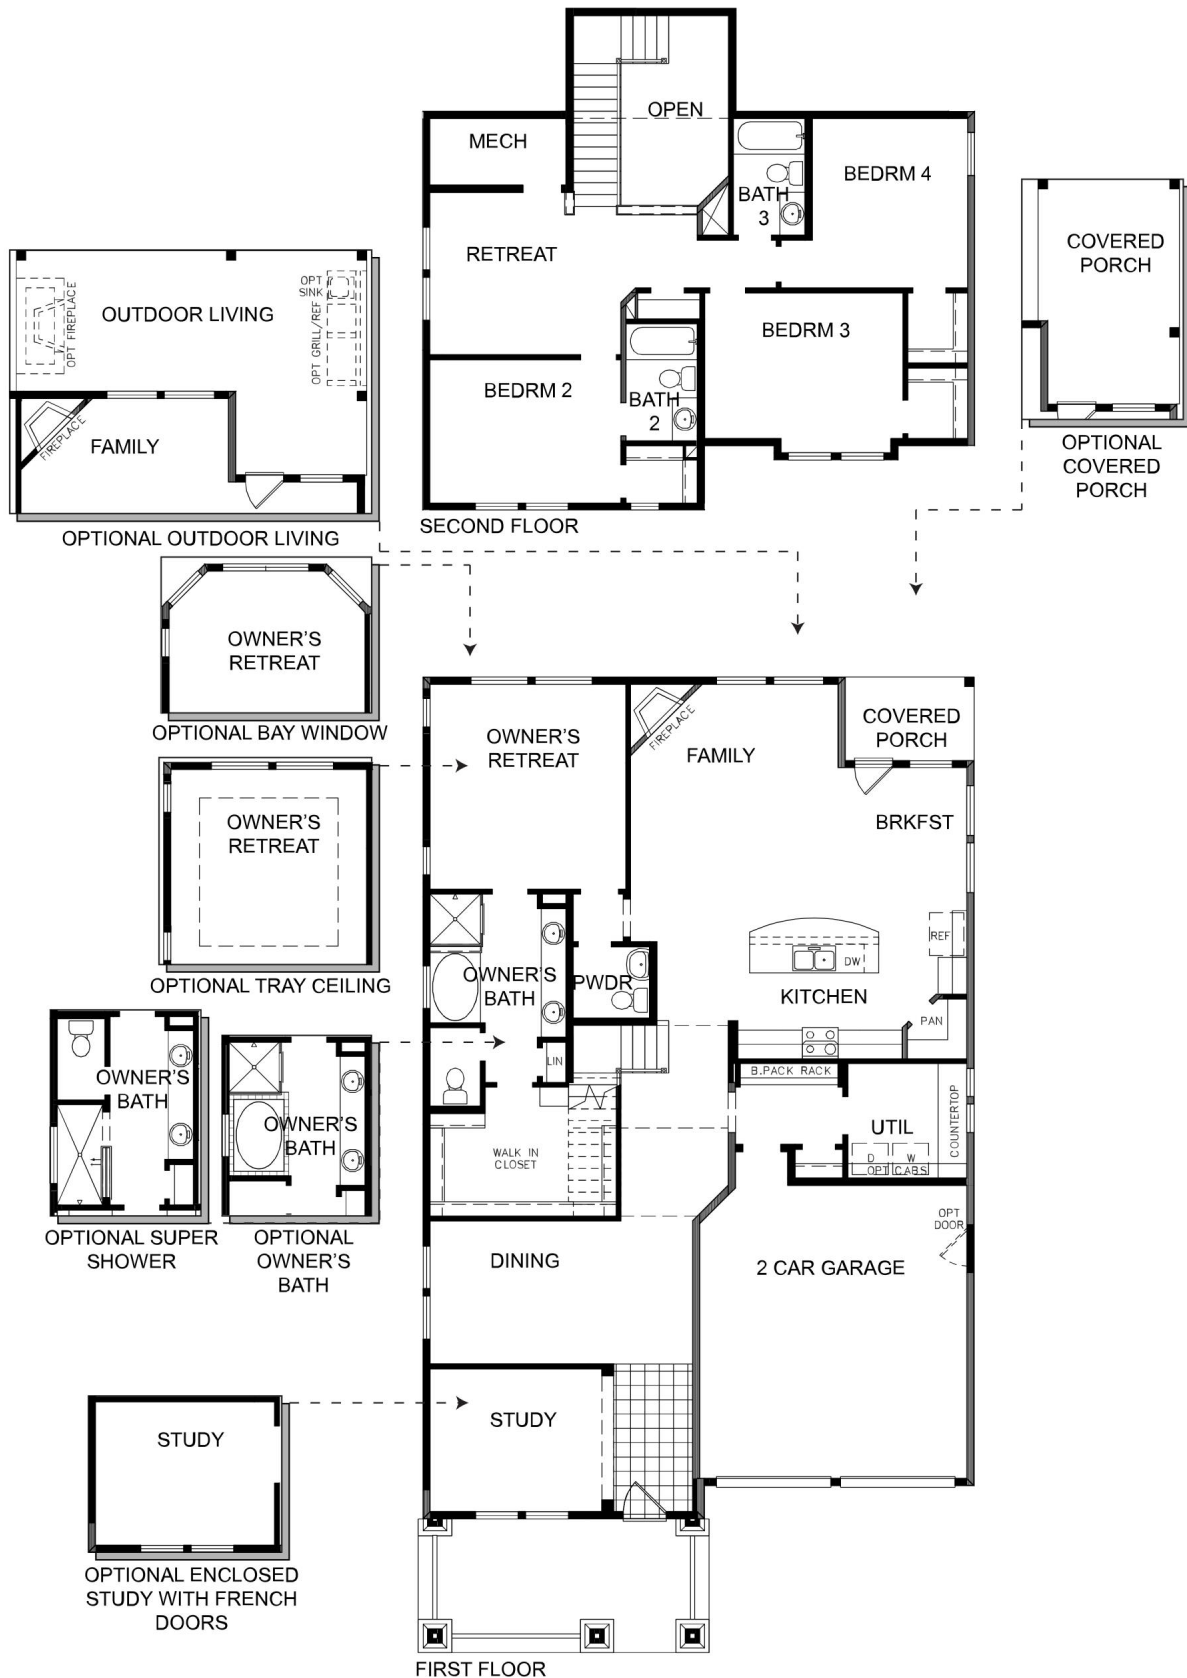 OPEN
MECH
BATH
3
BEDRM 4
RETREAT
BEDRM 3
BEDRM 2
BATH
2
SECOND FLOOR
COVERED
PORCH
OPTIONAL
COVERED
PORCH
OUTDOOR LIVING
OPT FIREPLACE
OPT
SINK
OPT GRILL/REF
FIREPLACE
FAMILY
OPTIONAL OUTDOOR LIVING
OWNER'S
RETREAT
OPTIONAL BAY WINDOW
OWNER'S
RETREAT
OPTIONAL TRAY CEILING
OWNER'S
BATH
OPTIONAL SUPER
SHOWER
OWNER'S
BATH
OPTIONAL
OWNER'S
BATH
STUDY
OPTIONAL ENCLOSED
STUDY WITH FRENCH
DOORS
OWNER'S
RETREAT
FIREPLACE
FAMILY
COVERED
PORCH
BRKFST
REF
DW
KITCHEN
PAN
OWNER'S
BATH
PWDR
LIN
B.PACK RACK
UTIL
COUNTERTOP
D W
OPT CABS
WALK IN
CLOSET
OPT
DOOR
DINING
2 CAR GARAGE
STUDY
FIRST FLOOR